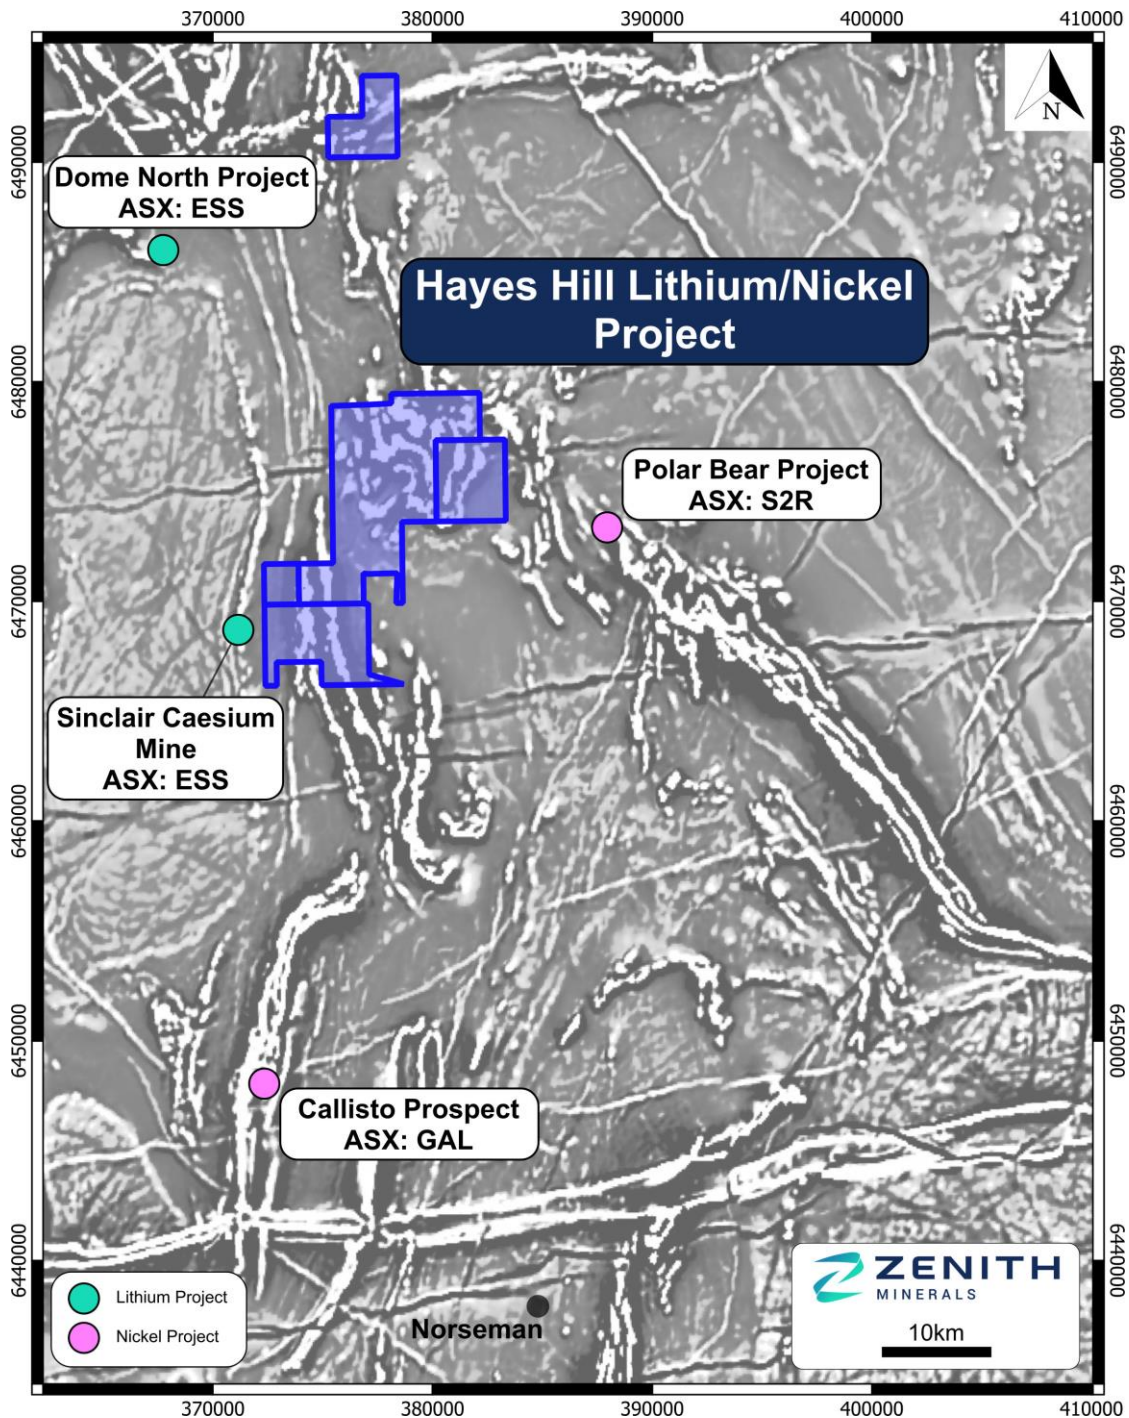 370000
380000
390000
400000
410000
N
6490000
6490000
Dome North Project
ASX: ESS
Hayes Hill Lithium/Nickel
Project
6480000
6480000
Polar Bear Project
ASX: S2R
6470000
6470000
Sinclair Caesium
Mine
ASX: ESS
6460000
6460000
6450000
6450000
Callisto Prospect
ASX: GAL
6440000
6440000
Lithium Project
Nickel Project
Norseman
ZENITH
MINERALS
10km
370000
380000
390000
400000
410000